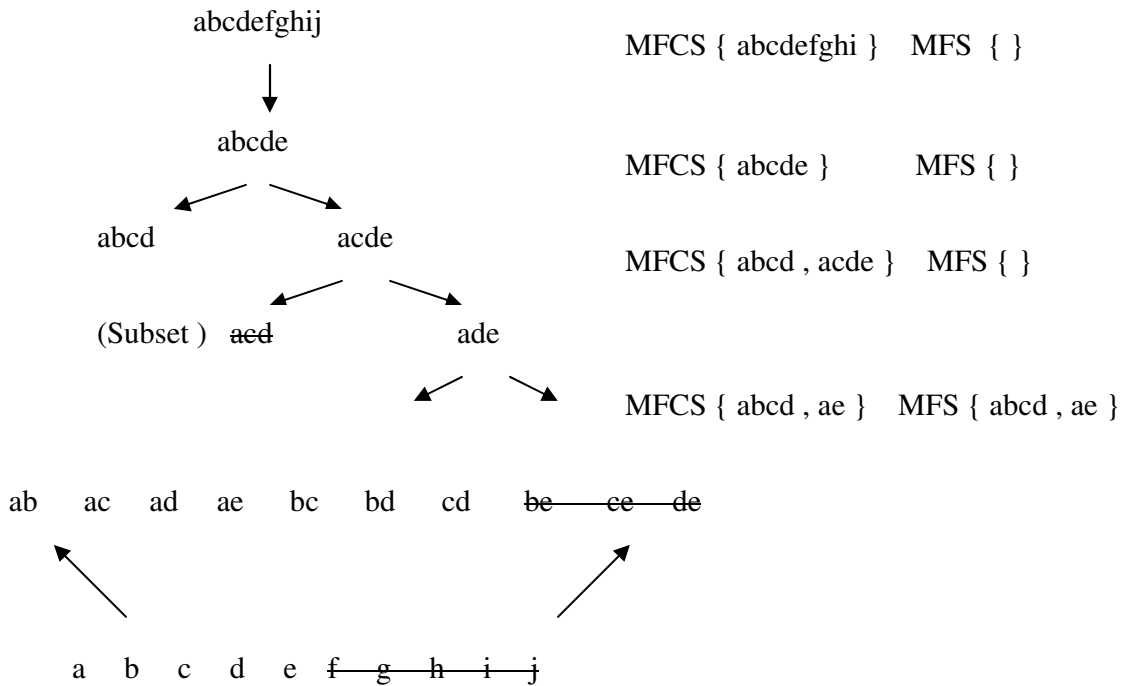 abcdefghij
MFCS { abcdefghi } MFS { }
abcde
MFCS { abcde } MFS { }
abcd acde
MFCS { abcd , acde } MFS { }
(Subset ) acd ade
MFCS { abcd , ae } MFS { abcd , ae }
ab ac ad ae bc bd cd be ce de
a b c d e f g h i j